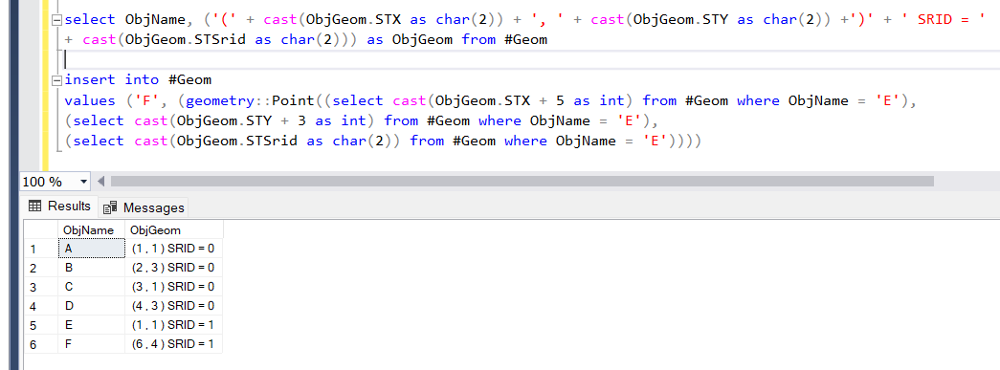 select ObjName, ('(' + cast(ObjGeom.STX as char(2)) + ', ' + cast(ObjGeom.STY as char(2)) +')' + ' SRID = '
+ cast(ObjGeom.STSrid as char(2))) as ObjGeom from #Geom
insert into #Geom
values ('F', (geometry::Point((select cast(ObjGeom.STX + 5 as int) from #Geom where ObjName = 'E'),
(select cast(ObjGeom.STY + 3 as int) from #Geom where ObjName = 'E'),
(select cast(ObjGeom.STSrid as char(2)) from #Geom where ObjName = 'E'))))
100 %
Results Messages
ObjName ObjGeom
1 A (1 , 1 ) SRID = 0
2 B (2 , 3 ) SRID = 0
3 C (3 , 1 ) SRID = 0
4 D (4 , 3 ) SRID = 0
5 E (1 , 1 ) SRID = 1
6 F (6 , 4 ) SRID = 1